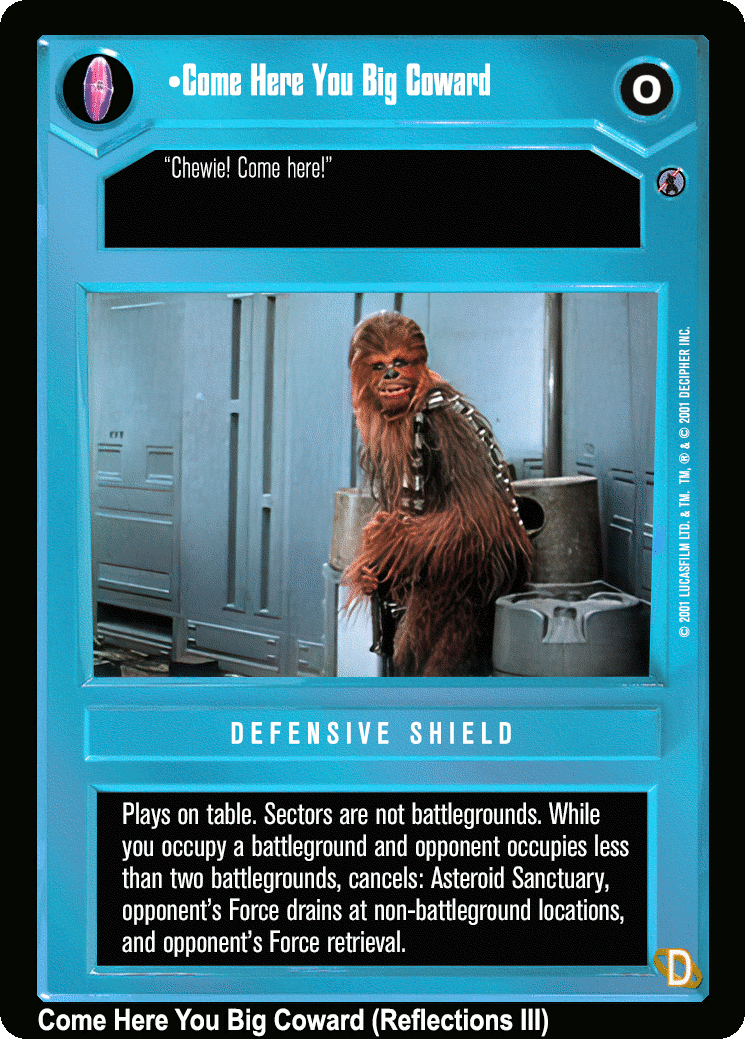 •Come Here You Big Coward
O
“Chewie! Come here!”
© 2001 LUCASFILM LTD. & TM. TM, ® & © 2001 DECIPHER INC.
DEFENSIVE SHIELD
Plays on table. Sectors are not battlegrounds. While
you occupy a battleground and opponent occupies less
than two battlegrounds, cancels: Asteroid Sanctuary,
opponent’s Force drains at non-battleground locations,
and opponent’s Force retrieval.
D
Come Here You Big Coward (Reflections III)